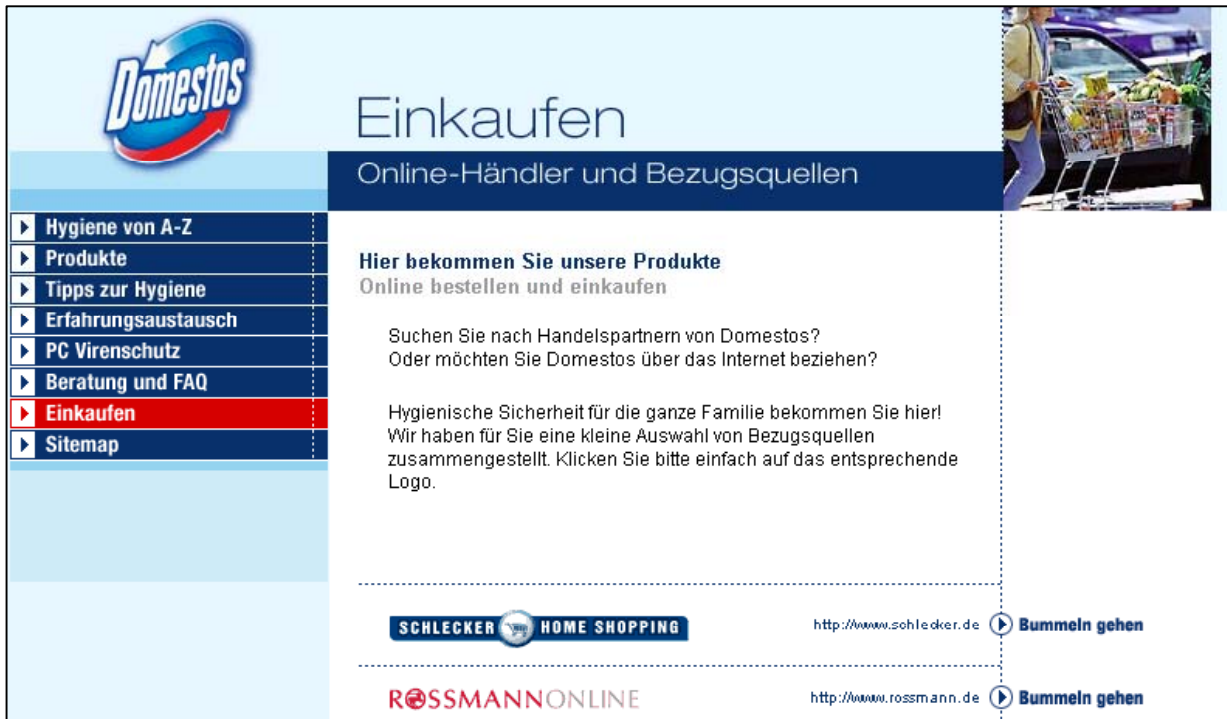 Domestos
Einkaufen
Online-Händler und Bezugsquellen
Hygiene von A-Z
Produkte
Tipps zur Hygiene
Erfahrungsaustausch
PC Virenschutz
Beratung und FAQ
Einkaufen
Sitemap
Hier bekommen Sie unsere Produkte
Online bestellen und einkaufen
Suchen Sie nach Handelspartnern von Domestos?
Oder möchten Sie Domestos über das Internet beziehen?
Hygienische Sicherheit für die ganze Familie bekommen Sie hier!
Wir haben für Sie eine kleine Auswahl von Bezugsquellen
zusammengestellt. Klicken Sie bitte einfach auf das entsprechende
Logo.
SCHLECKER HOME SHOPPING http://www.schlecker.de Bummeln gehen
ROSSMANNONLINE http://www.rossmann.de Bummeln gehen